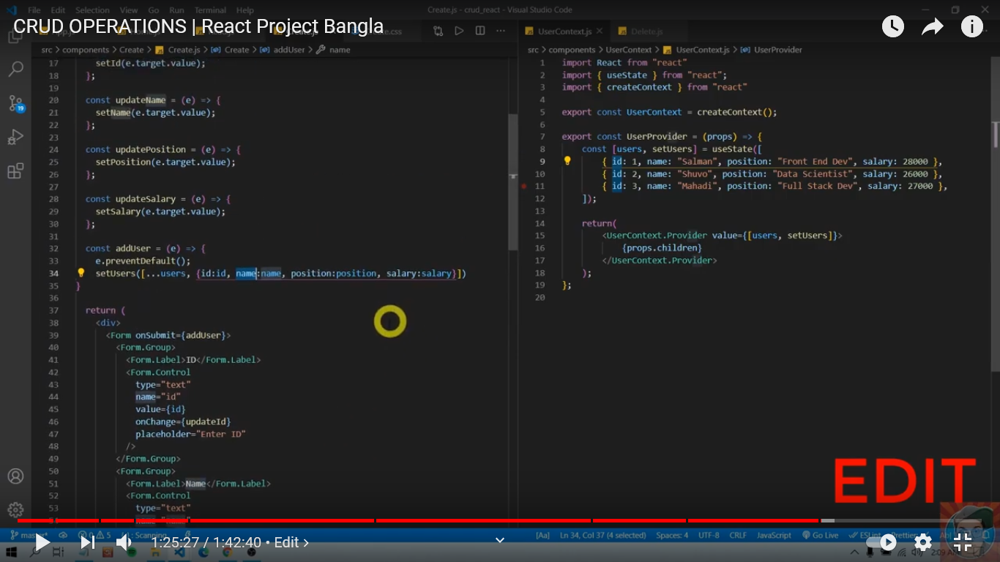 File Edit Selection View Go Run Terminal Help
Create.js - crud_react - Visual Studio Code
CRUD OPERATIONS | React Project Bangla
UserContext.js
Delete.js
src > components > Create > Create.js > Create > addUser > name
17 setId(e.target.value);
18 };
19
20 const updateName = (e) => {
21 setName(e.target.value);
22 };
23
24 const updatePosition = (e) => {
25 setPosition(e.target.value);
26 };
27
28 const updateSalary = (e) => {
29 setSalary(e.target.value);
30 };
31
32 const addUser = (e) => {
33 e.preventDefault();
34 setUsers([...users, {id:id, name:name, position:position, salary:salary}])
35 }
36
37 return (
38 <div>
39 <Form onSubmit={addUser}>
40 <Form.Group>
41 <Form.Label>ID</Form.Label>
42 <Form.Control
43 type="text"
44 name="id"
45 value={id}
46 onChange={updateId}
47 placeholder="Enter ID"
48 />
49 </Form.Group>
50 <Form.Group>
51 <Form.Label>Name</Form.Label>
52 <Form.Control
53 type="text"
src > components > UserContext > UserContext.js > UserProvider
1 import React from "react"
2 import { useState } from "react";
3 import { createContext } from "react"
4
5 export const UserContext = createContext();
6
7 export const UserProvider = (props) => {
8 const [users, setUsers] = useState([
9 { id: 1, name: "Salman", position: "Front End Dev", salary: 28000 },
10 { id: 2, name: "Shuvo", position: "Data Scientist", salary: 26000 },
11 { id: 3, name: "Mahadi", position: "Full Stack Dev", salary: 27000 },
12 ]);
13
14 return(
15 <UserContext.Provider value={[users, setUsers]}>
16 {props.children}
17 </UserContext.Provider>
18 );
19 };
20
EDIT
19
master*
[Aa] Ln 34, Col 37 (4 selected) Spaces: 4 UTF-8 CRLF JavaScript Go Live ESLint Prettier
1:25:27 / 1:42:40 • Edit >